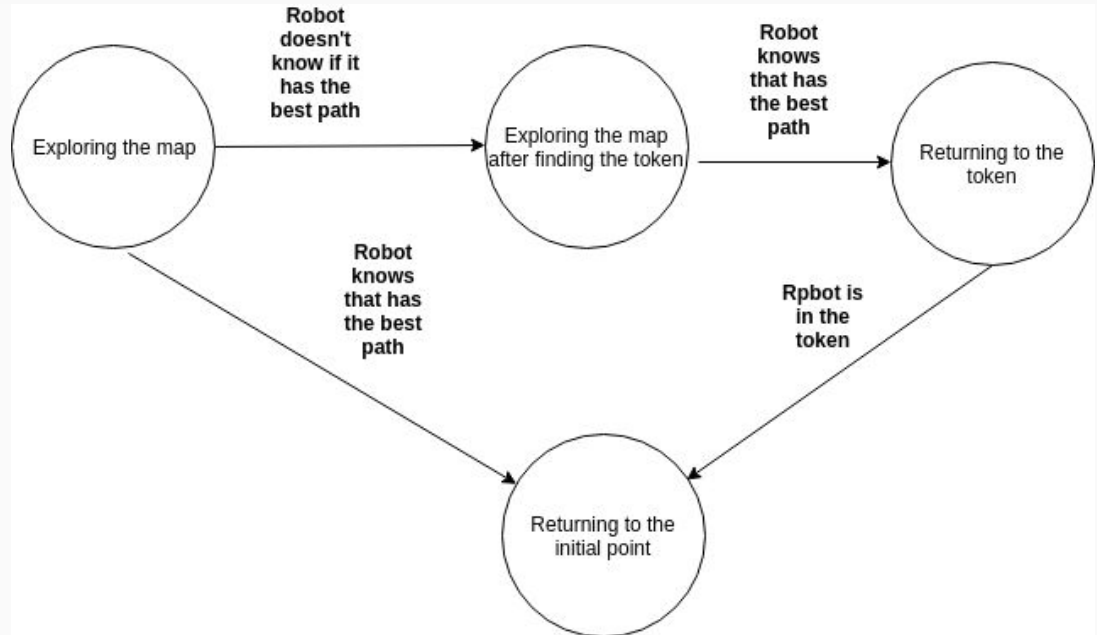 Robot
doesn't
know if it
has the
best path
Robot
knows
that has
the best
path
Exploring the map
Exploring the map
after finding the token
Returning to the
token
Robot
knows
that has
the best
path
Rpbot is
in the
token
Returning to the
initial point